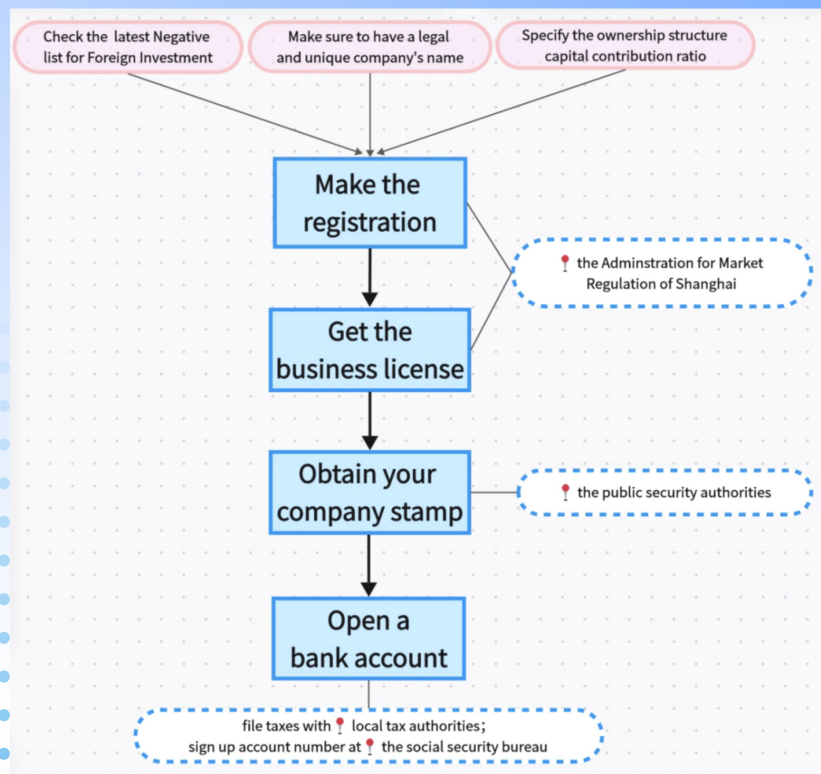 Check the latest Negative
list for Foreign Investment
Make sure to have a legal
and unique company's name
Specify the ownership structure
capital contribution ratio
Make the
registration
📍 the Adminstration for Market
Regulation of Shanghai
Get the
business license
Obtain your
company stamp
📍 the public security authorities
Open a
bank account
file taxes with 📍 local tax authorities;
sign up account number at 📍 the social security bureau